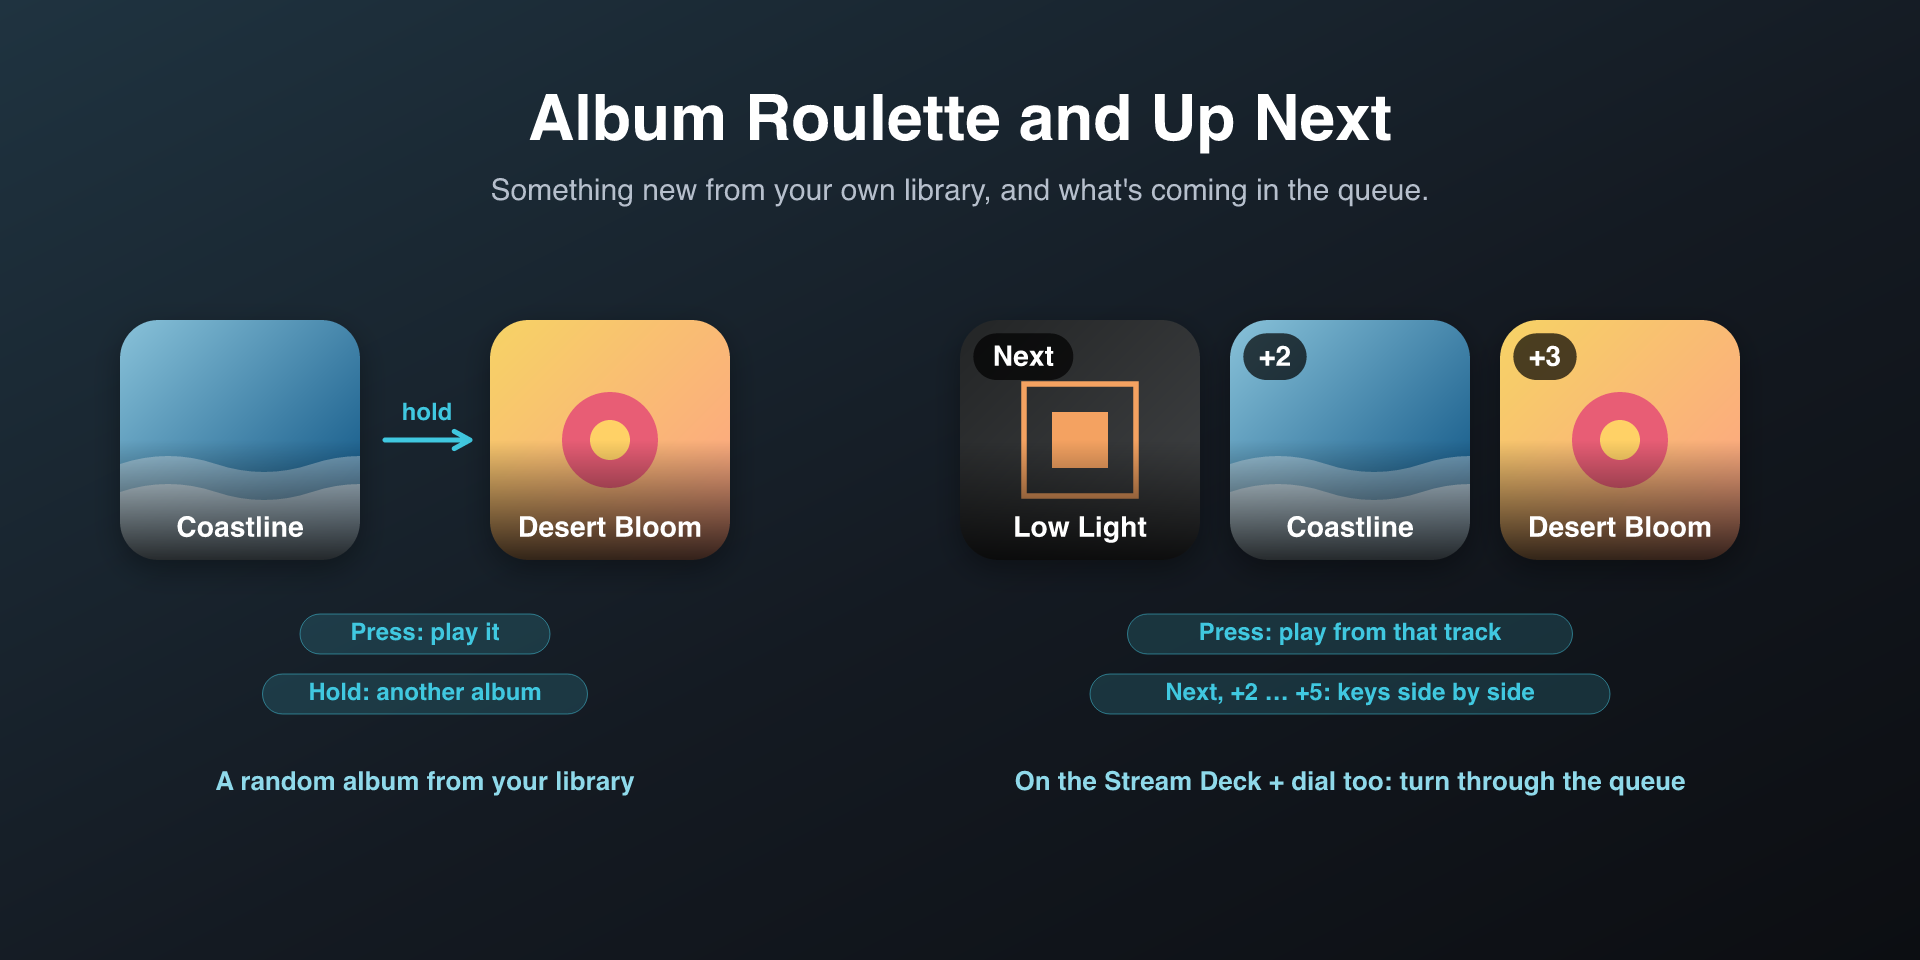 Album Roulette and Up Next
Something new from your own library, and what's coming in the queue.
Coastline
hold
Desert Bloom
Press: play it
Hold: another album
A random album from your library
Next
Low Light
+2
Coastline
+3
Desert Bloom
Press: play from that track
Next, +2 … +5: keys side by side
On the Stream Deck + dial too: turn through the queue